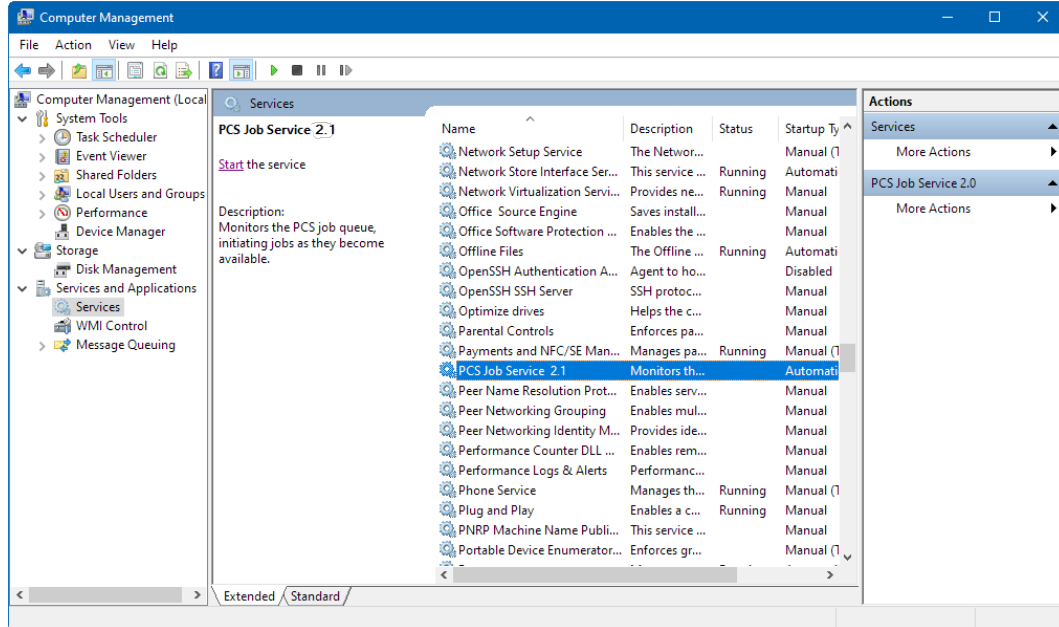 Computer Management
File Action View Help
Computer Management (Local
System Tools
Task Scheduler
Event Viewer
Shared Folders
Local Users and Groups
Performance
Device Manager
Storage
Disk Management
Services and Applications
Services
WMI Control
Message Queuing
Services
PCS Job Service 2.1
Start the service
Description:
Monitors the PCS job queue,
initiating jobs as they become
available.
Name Description Status Startup Ty
Network Setup Service The Networ... Manual (T
Network Store Interface Ser... This service ... Running Automati
Network Virtualization Servi... Provides ne... Running Manual
Office Source Engine Saves install... Manual
Office Software Protection ... Enables the ... Manual
Offline Files The Offline ... Running Automati
OpenSSH Authentication A... Agent to ho... Disabled
OpenSSH SSH Server SSH protoc... Manual
Optimize drives Helps the c... Manual
Parental Controls Enforces pa... Manual
Payments and NFC/SE Man... Manages pa... Running Manual (T
PCS Job Service 2.1 Monitors th... Automati
Peer Name Resolution Prot... Enables serv... Manual
Peer Networking Grouping Enables mul... Manual
Peer Networking Identity M... Provides ide... Manual
Performance Counter DLL ... Enables rem... Manual
Performance Logs & Alerts Performanc... Manual
Phone Service Manages th... Running Manual (T
Plug and Play Enables a c... Running Manual
PNRP Machine Name Publi... This service ... Manual
Portable Device Enumerator... Enforces gr... Manual (T
Extended Standard
Actions
Services
More Actions
PCS Job Service 2.0
More Actions